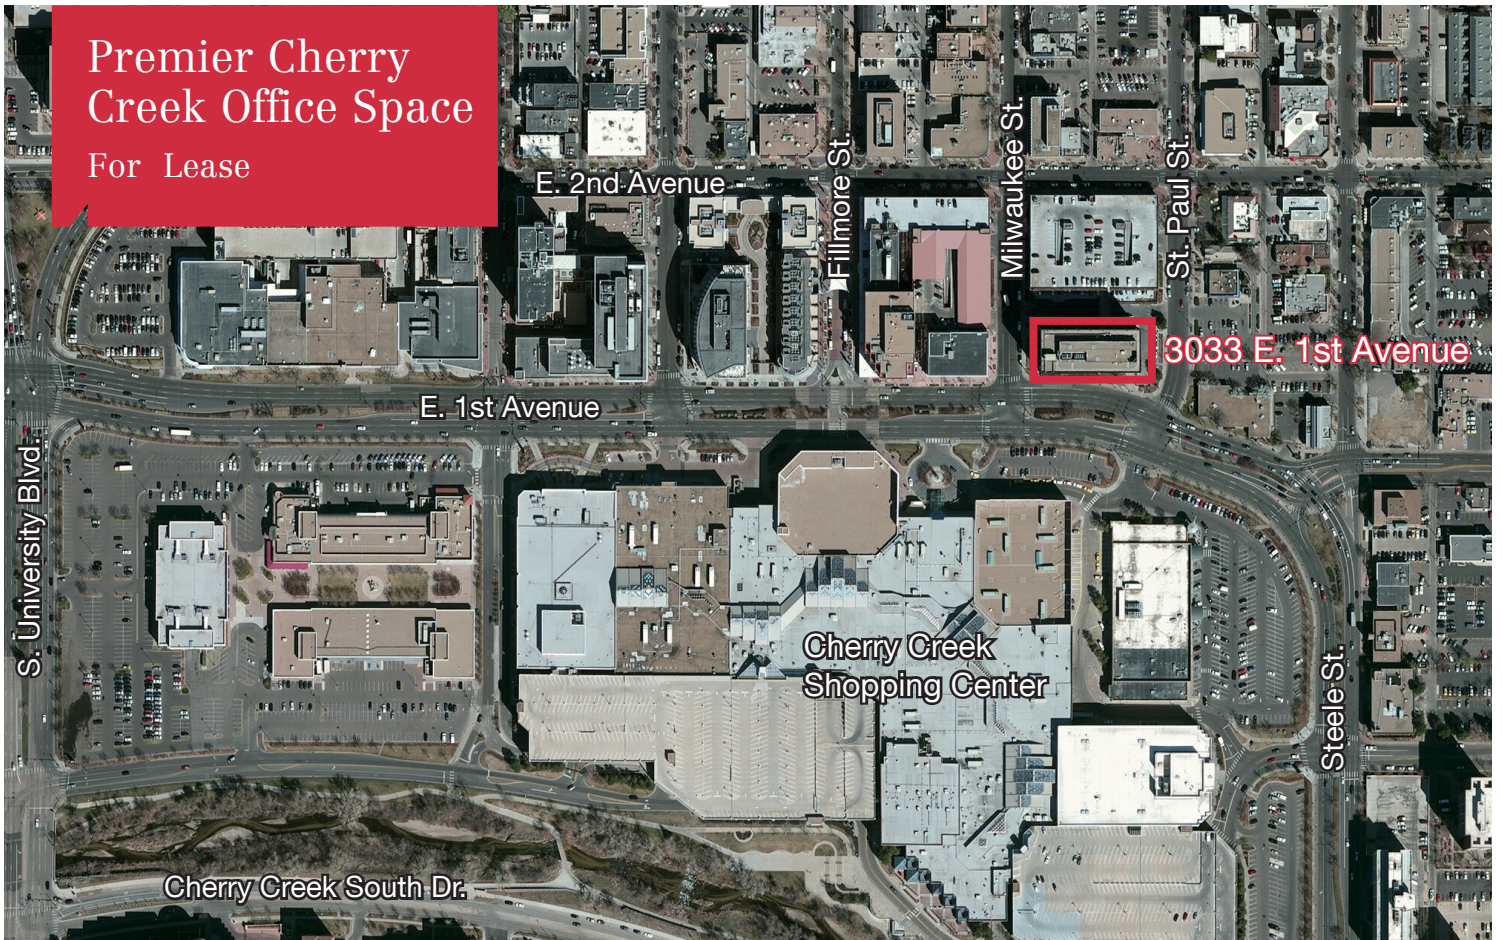 Premier Cherry
Creek Office Space
For Lease
E. 2nd Avenue
Fillmore St.
Milwaukee St.
St. Paul St.
3033 E. 1st Avenue
E. 1st Avenue
S. University Blvd.
Cherry Creek
Shopping Center
Steele St.
Cherry Creek South Dr.